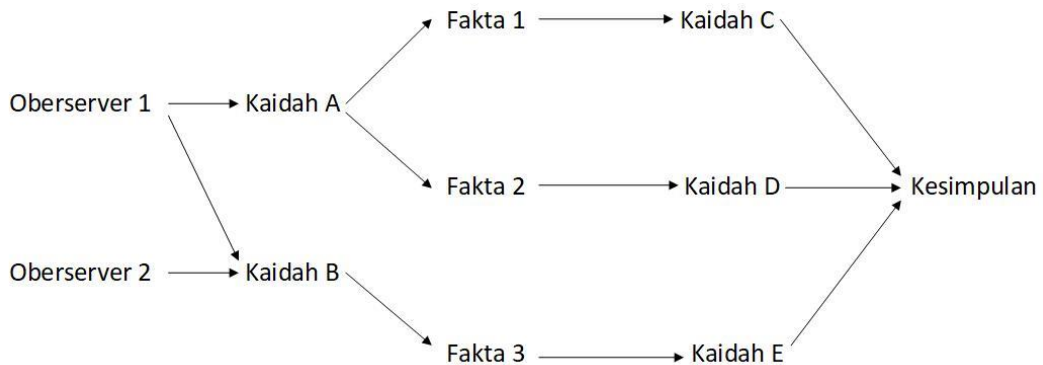 Fakta 1
Kaidah C
Oberserver 1
Kaidah A
Fakta 2
Kaidah D
Kesimpulan
Oberserver 2
Kaidah B
Fakta 3
Kaidah E